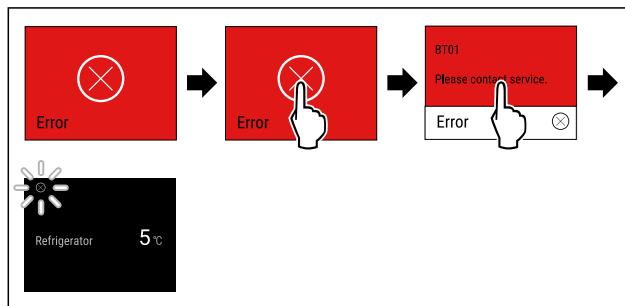 Error
Error
BT01
Please contact service.
Error
Refrigerator 5 °C